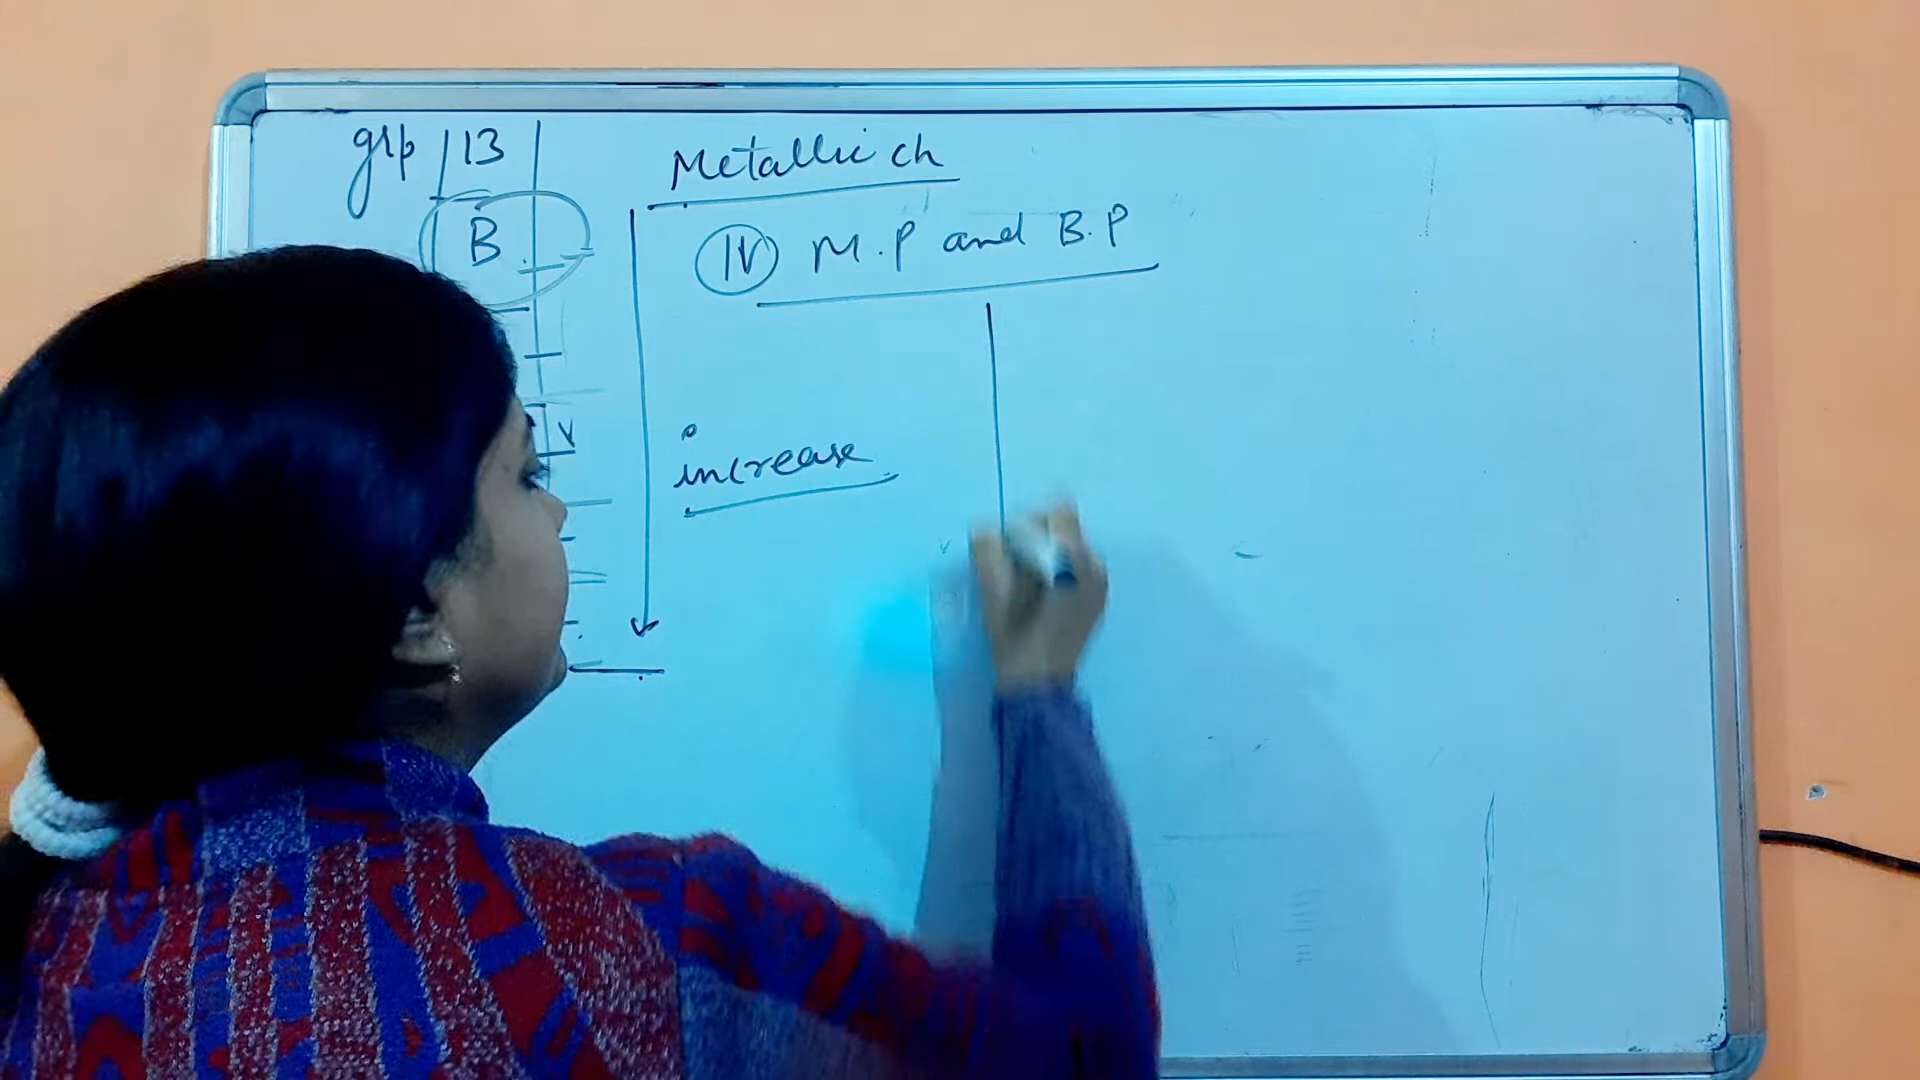 grp 13
B
Metallic ch
IV M.P and B.P
increase